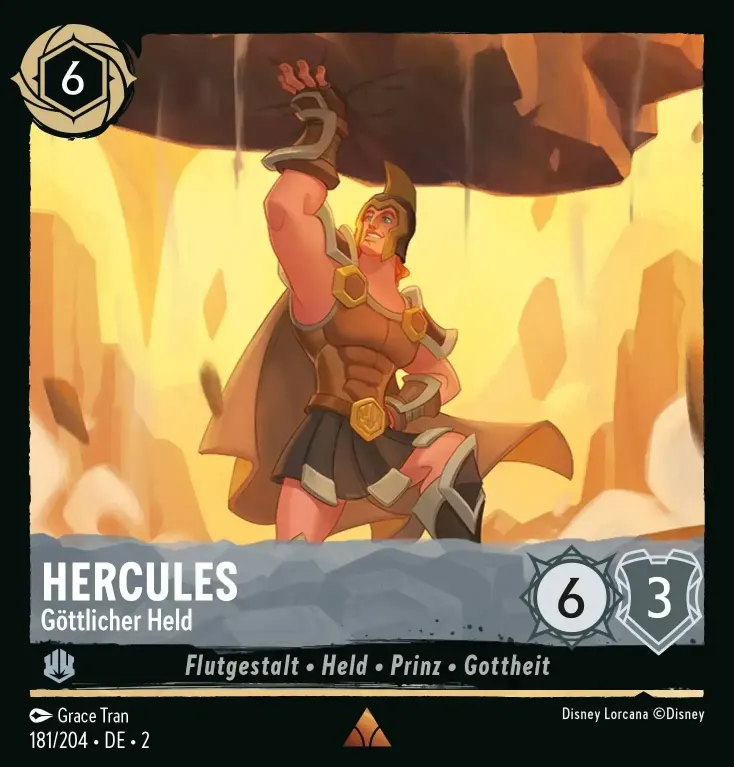 6
HERCULES
Göttlicher Held
6
3
Flutgestalt • Held • Prinz • Gottheit
Grace Tran
Disney Lorcana ©Disney
181/204 • DE • 2